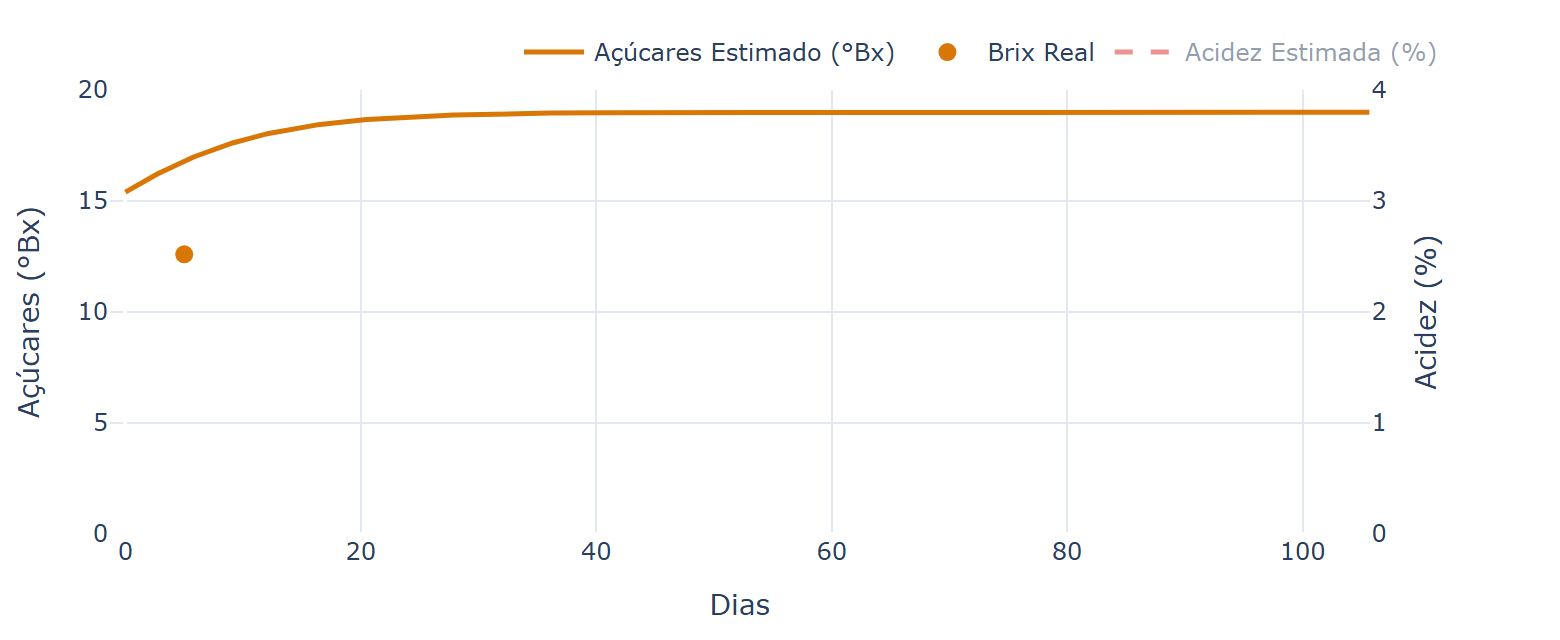 Açúcares Estimado (°Bx) Brix Real Acidez Estimada (%)
20 4
15 3
10 2
5 1
0 0
Açúcares (°Bx)
Acidez (%)
0 20 40 60 80 100
Dias